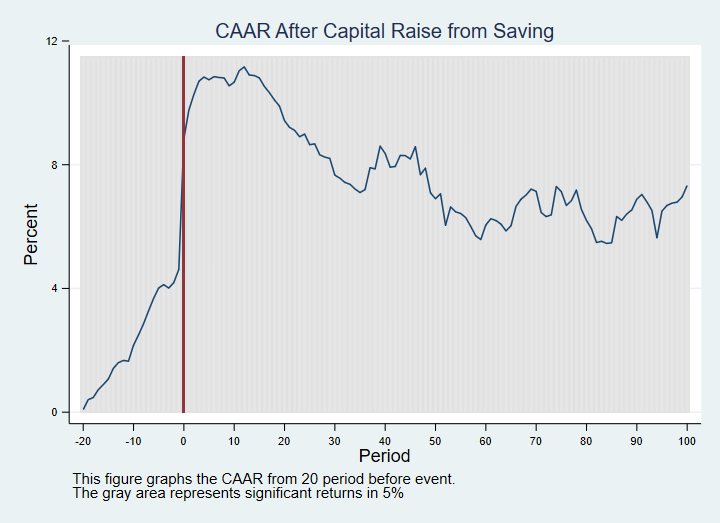 CAAR After Capital Raise from Saving
12
8
4
0
Percent
-20 -10 0 10 20 30 40 50 60 70 80 90 100
Period
This figure graphs the CAAR from 20 period before event.
The gray area represents significant returns in 5%